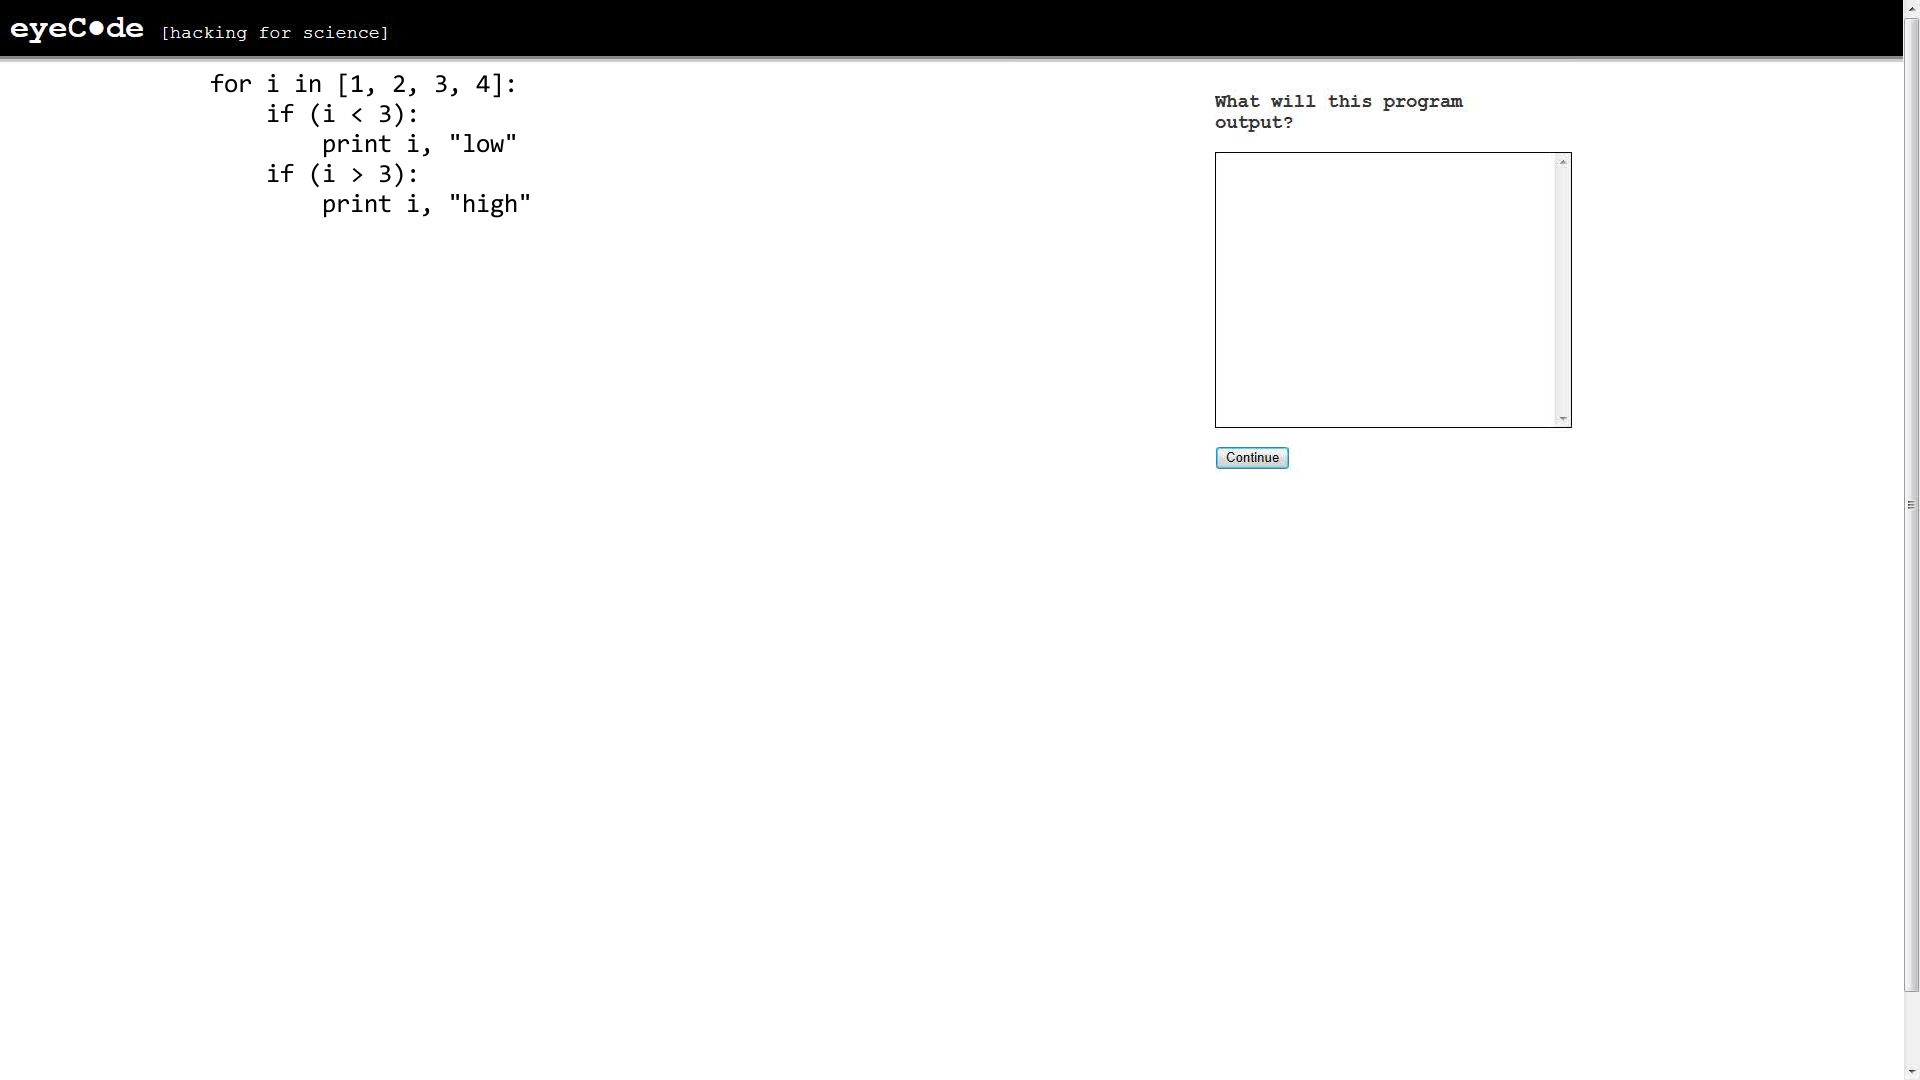 eyeC●de [hacking for science]
for i in [1, 2, 3, 4]:
    if (i < 3):
        print i, "low"
    if (i > 3):
        print i, "high"
What will this program
output?
Continue